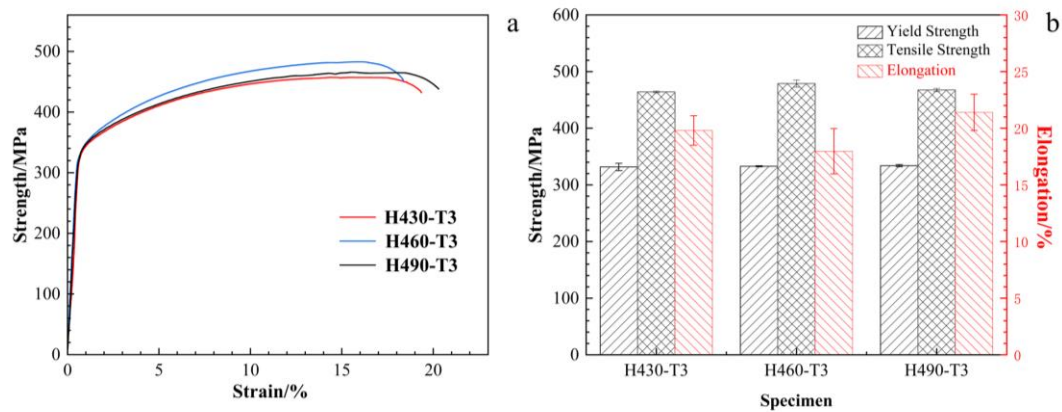 a
500
400
300
200
100
0
Strength/MPa
H430-T3
H460-T3
H490-T3
0 5 10 15 20
Strain/%
b
600
500
400
300
200
100
0
Strength/MPa
Yield Strength
Tensile Strength
Elongation
30
25
20
15
10
5
0
Elongation/%
H430-T3 H460-T3 H490-T3
Specimen